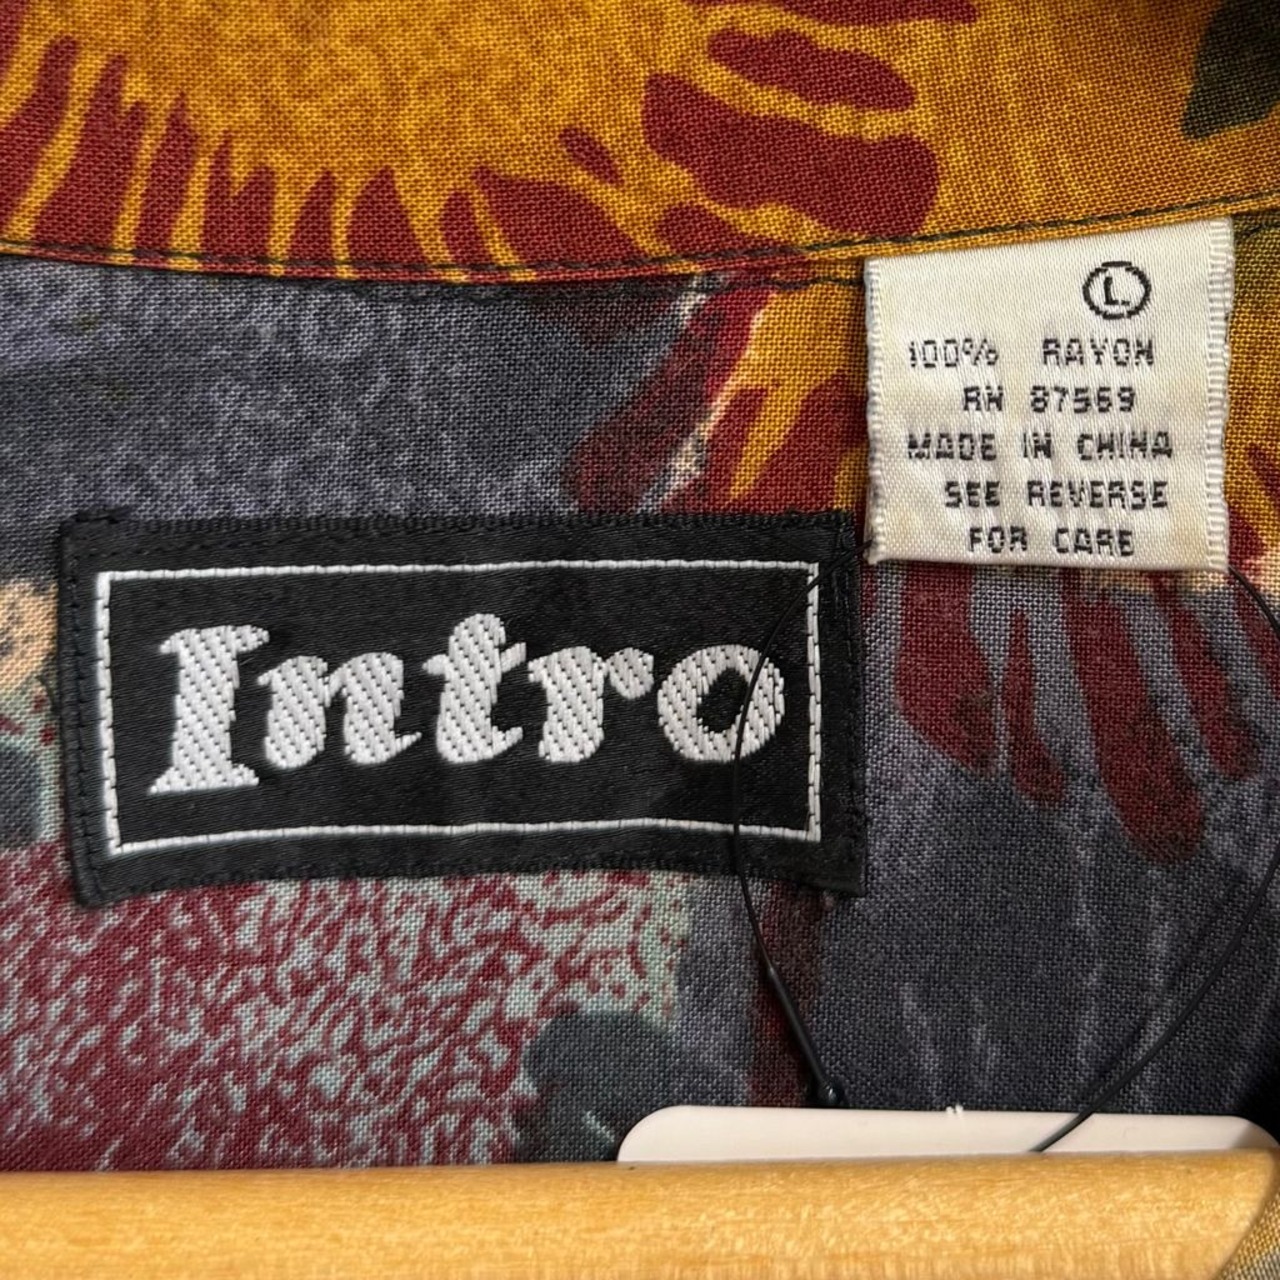 L
100% RAYON
RN 87569
MADE IN CHINA
SEE REVERSE
FOR CARE
Intro